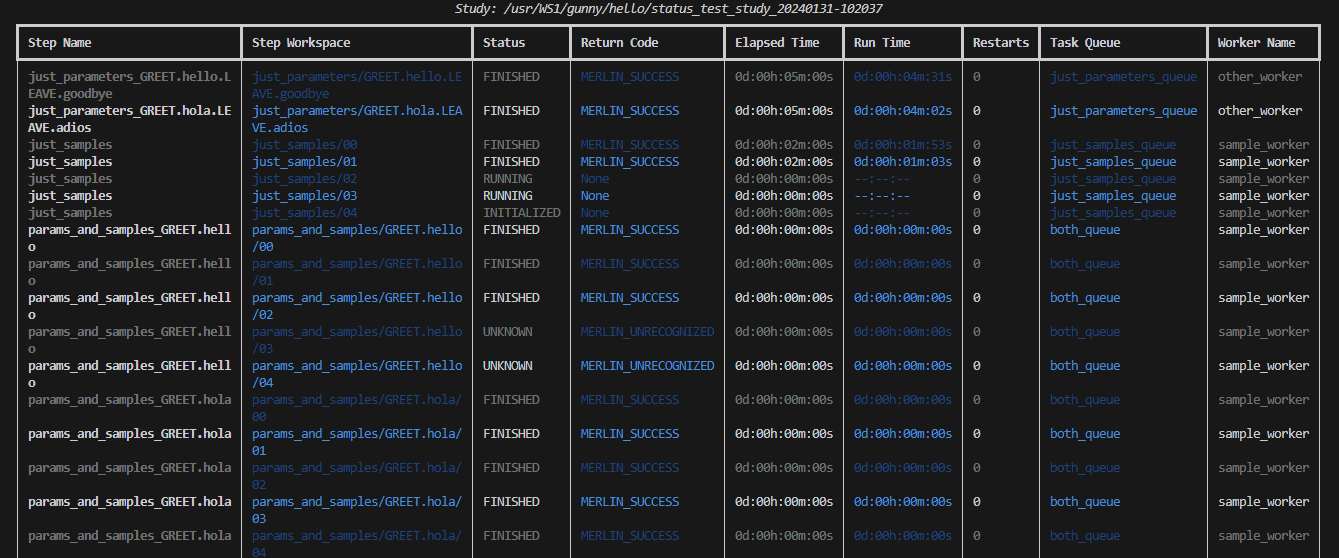 Study: /usr/WS1/gunny/hello/status_test_study_20240131-102037
Step Name Step Workspace Status Return Code Elapsed Time Run Time Restarts Task Queue Worker Name
just_parameters_GREET.hello.L just_parameters/GREET.hello.LE FINISHED MERLIN_SUCCESS 0d:00h:05m:00s 0d:00h:04m:31s 0 just_parameters_queue other_worker
EAVE.goodbye AVE.goodbye
just_parameters_GREET.hola.LE just_parameters/GREET.hola.LEA FINISHED MERLIN_SUCCESS 0d:00h:05m:00s 0d:00h:04m:02s 0 just_parameters_queue other_worker
AVE.adios VE.adios
just_samples just_samples/00 FINISHED MERLIN_SUCCESS 0d:00h:02m:00s 0d:00h:01m:53s 0 just_samples_queue sample_worker
just_samples just_samples/01 FINISHED MERLIN_SUCCESS 0d:00h:02m:00s 0d:00h:01m:03s 0 just_samples_queue sample_worker
just_samples just_samples/02 RUNNING None 0d:00h:00m:00s --:--:-- 0 just_samples_queue sample_worker
just_samples just_samples/03 RUNNING None 0d:00h:00m:00s --:--:-- 0 just_samples_queue sample_worker
just_samples just_samples/04 INITIALIZED None 0d:00h:00m:00s --:--:-- 0 just_samples_queue sample_worker
params_and_samples_GREET.hell params_and_samples/GREET.hello FINISHED MERLIN_SUCCESS 0d:00h:00m:00s 0d:00h:00m:00s 0 both_queue sample_worker
o /00
params_and_samples_GREET.hell params_and_samples/GREET.hello FINISHED MERLIN_SUCCESS 0d:00h:00m:00s 0d:00h:00m:00s 0 both_queue sample_worker
o /01
params_and_samples_GREET.hell params_and_samples/GREET.hello FINISHED MERLIN_SUCCESS 0d:00h:00m:00s 0d:00h:00m:00s 0 both_queue sample_worker
o /02
params_and_samples_GREET.hell params_and_samples/GREET.hello UNKNOWN MERLIN_UNRECOGNIZED 0d:00h:00m:00s 0d:00h:00m:00s 0 both_queue sample_worker
o /03
params_and_samples_GREET.hell params_and_samples/GREET.hello UNKNOWN MERLIN_UNRECOGNIZED 0d:00h:00m:00s 0d:00h:00m:00s 0 both_queue sample_worker
o /04
params_and_samples_GREET.hola params_and_samples/GREET.hola/ FINISHED MERLIN_SUCCESS 0d:00h:00m:00s 0d:00h:00m:00s 0 both_queue sample_worker
00
params_and_samples_GREET.hola params_and_samples/GREET.hola/ FINISHED MERLIN_SUCCESS 0d:00h:00m:00s 0d:00h:00m:00s 0 both_queue sample_worker
01
params_and_samples_GREET.hola params_and_samples/GREET.hola/ FINISHED MERLIN_SUCCESS 0d:00h:00m:00s 0d:00h:00m:00s 0 both_queue sample_worker
02
params_and_samples_GREET.hola params_and_samples/GREET.hola/ FINISHED MERLIN_SUCCESS 0d:00h:00m:00s 0d:00h:00m:00s 0 both_queue sample_worker
03
params_and_samples_GREET.hola params_and_samples/GREET.hola/ FINISHED MERLIN_SUCCESS 0d:00h:00m:00s 0d:00h:00m:00s 0 both_queue sample_worker
04